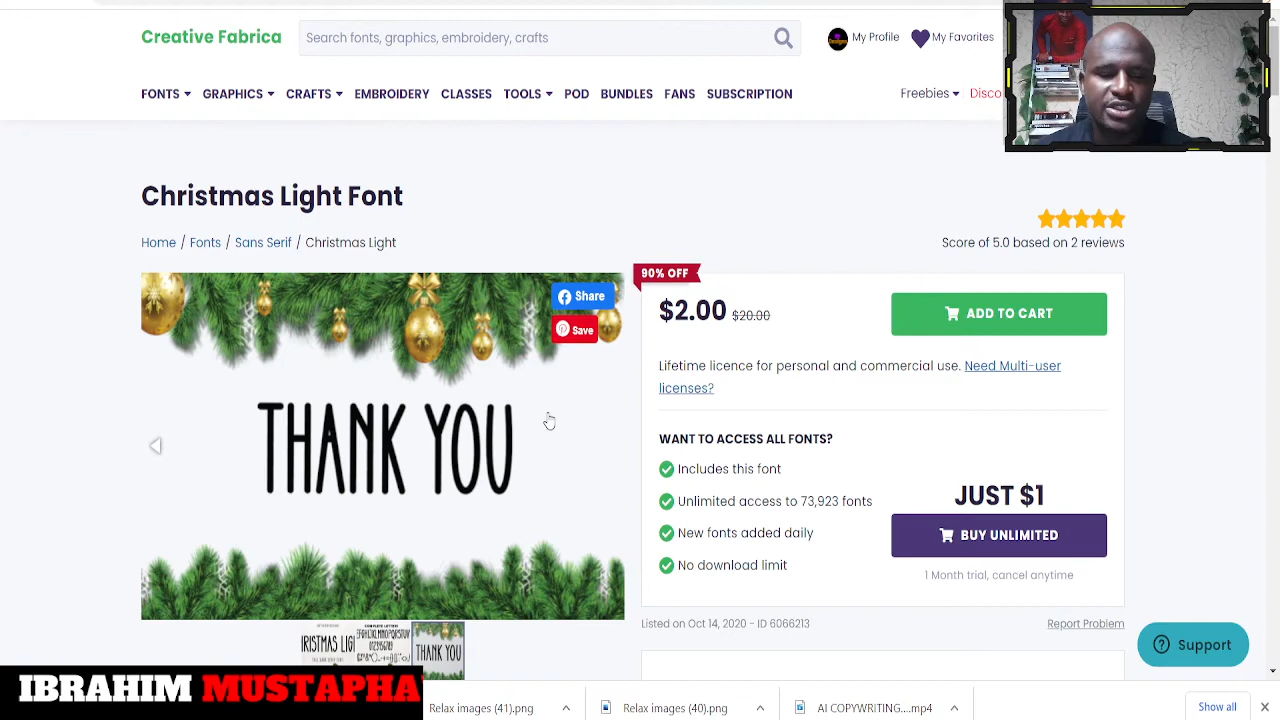 Creative Fabrica
Search fonts, graphics, embroidery, crafts
My Profile
My Favorites
FONTS
GRAPHICS
CRAFTS
EMBROIDERY
CLASSES
TOOLS
POD
BUNDLES
FANS
SUBSCRIPTION
Freebies
Disco
Christmas Light Font
Home / Fonts / Sans Serif / Christmas Light
Score of 5.0 based on 2 reviews
90% OFF
Share
Save
THANK YOU
$2.00 $20.00
ADD TO CART
Lifetime licence for personal and commercial use. Need Multi-user
licenses?
WANT TO ACCESS ALL FONTS?
Includes this font
Unlimited access to 73,923 fonts
New fonts added daily
No download limit
JUST $1
BUY UNLIMITED
1 Month trial, cancel anytime
Listed on Oct 14, 2020 - ID 6066213
Report Problem
THANK YOU
Support
IBRAHIM MUSTAPHA
Relax images (41).png
Relax images (40).png
AI COPYWRITING....mp4
Show all